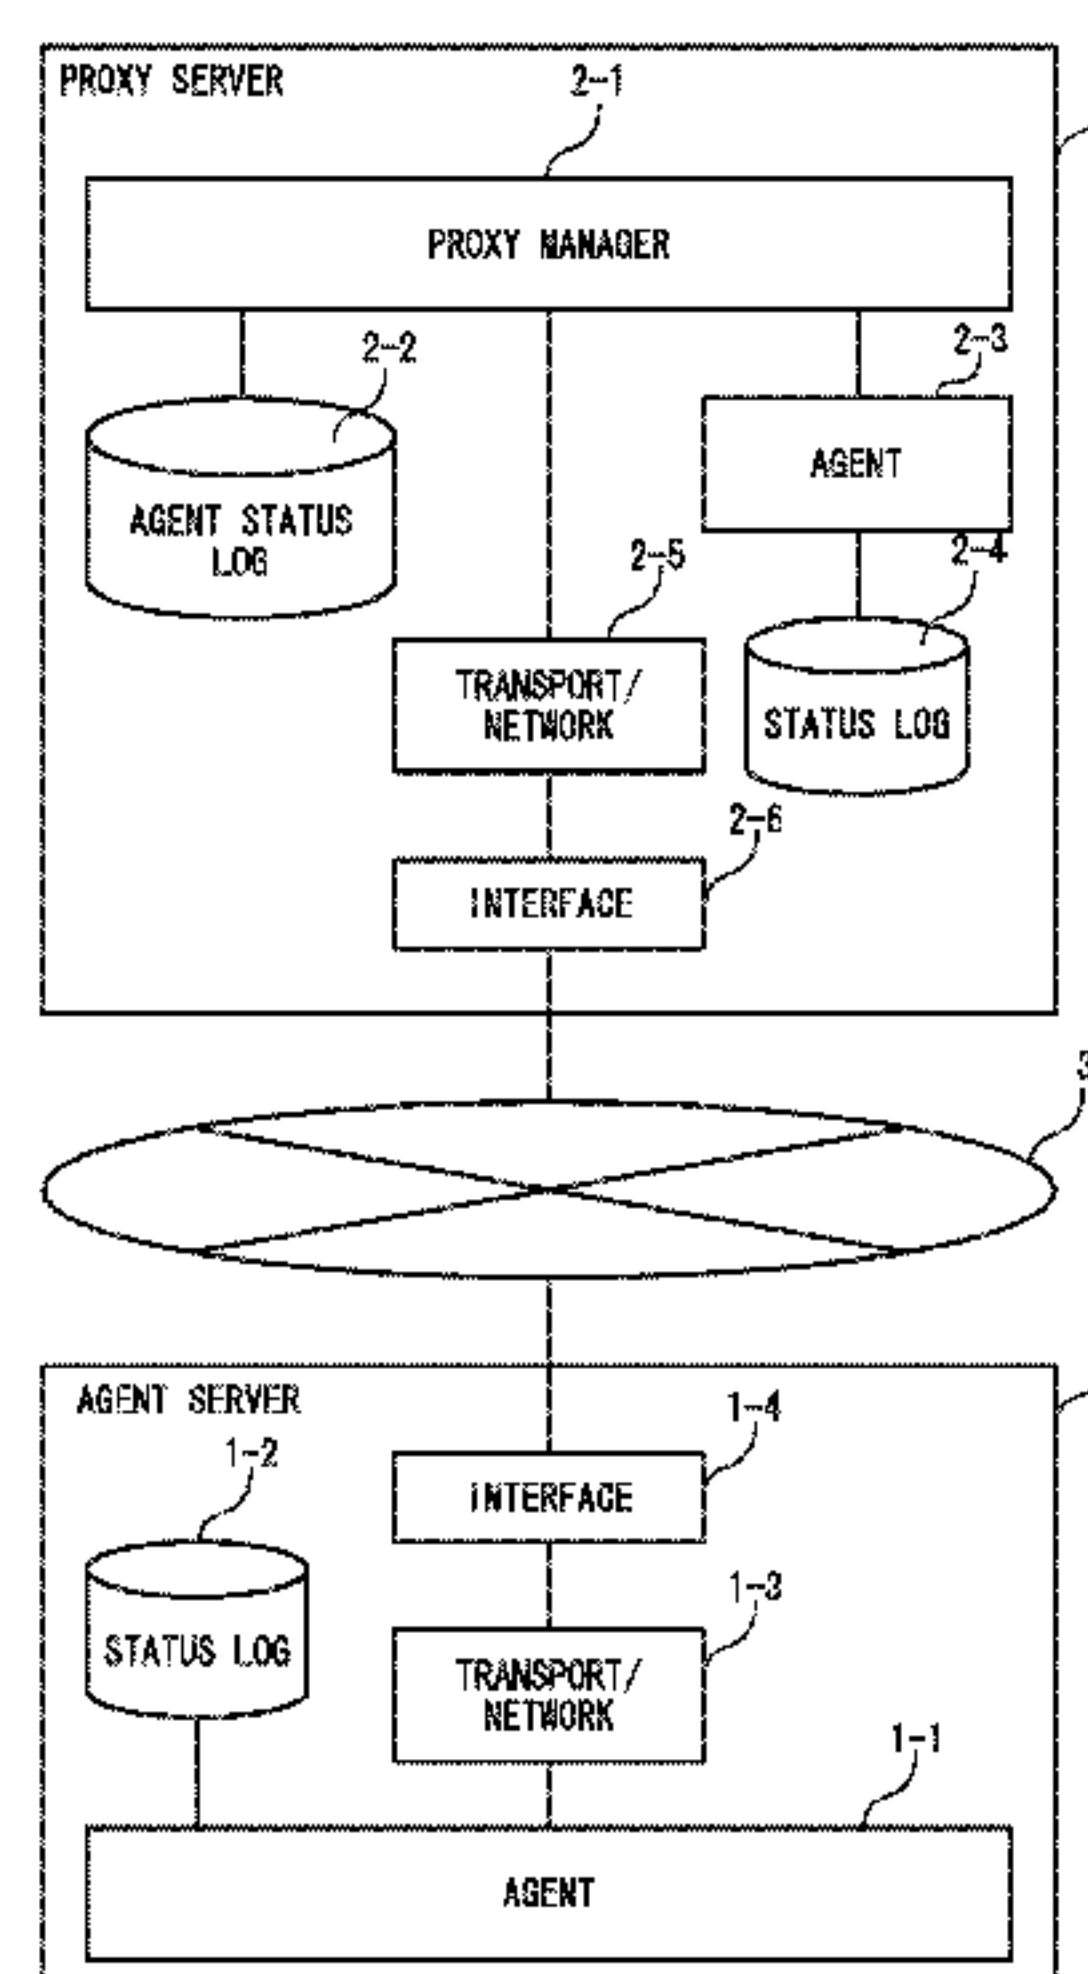 PROXY SERVER
2-1
PROXY MANAGER
2-2
2-3
AGENT STATUS
LOG
AGENT
2-5
2-4
TRANSPORT/
NETWORK
STATUS LOG
2-6
INTERFACE
3
AGENT SERVER
1-4
1-2
INTERFACE
1-3
STATUS LOG
TRANSPORT/
NETWORK
1-1
AGENT